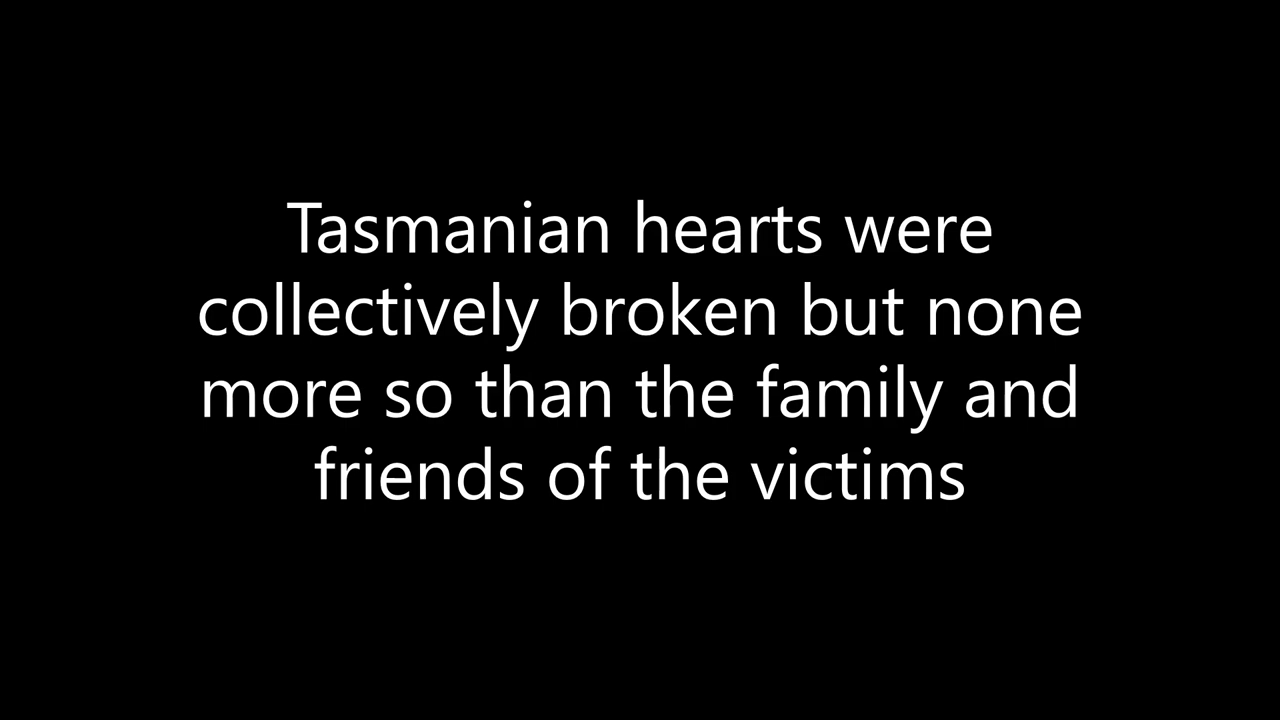 Tasmanian hearts were
collectively broken but none
more so than the family and
friends of the victims